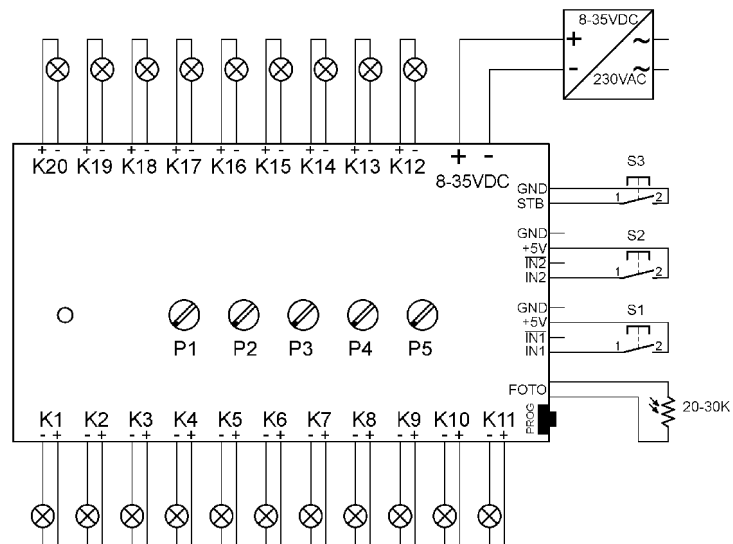 8-35VDC
+ ~
- ~
230VAC
+ - + - + - + - + - + - + - + - + - + -
K20 K19 K18 K17 K16 K15 K14 K13 K12 8-35VDC
S3
GND
STB 1 2
GND S2
+5V
IN2
IN2 1 2
GND S1
+5V
IN1
IN1 1 2
P1 P2 P3 P4 P5
FOTO
20-30K
PROG
K1 K2 K3 K4 K5 K6 K7 K8 K9 K10 K11
- + - + - + - + - + - + - + - + - + - + - +